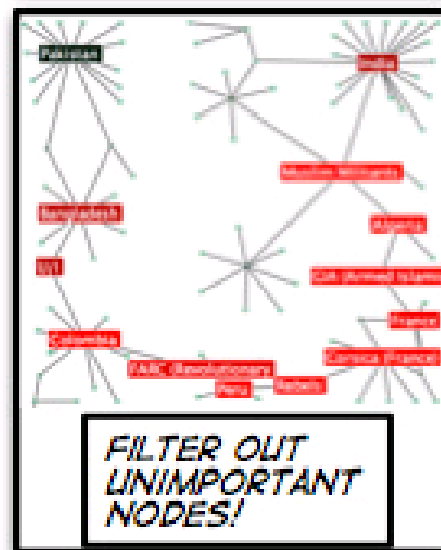 Pakistan
India
Muslim Militants
Bangladesh
Algeria
GIA (Armed Islamic
France
Colombia
Corsica (France)
FARC (Revolutionary
Peru
Rebels
FILTER OUT
UNIMPORTANT
NODES!